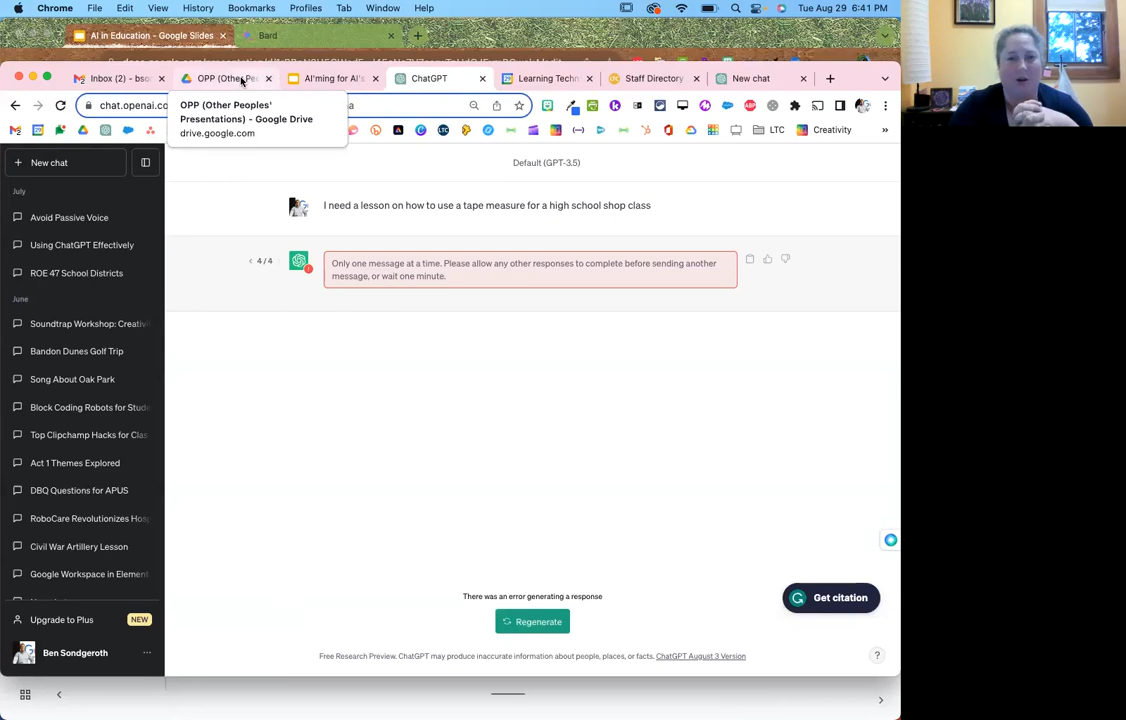 Chrome File Edit View History Bookmarks Profiles Tab Window Help Tue Aug 29 6:41 PM
AI in Education - Google Slides Bard
Inbox (2) - bso OPP (Other Pe AI'ming for AI's ChatGPT Learning Techn Staff Directory New chat
chat.openai.co
OPP (Other Peoples'
Presentations) - Google Drive
drive.google.com
LTC Creativity
New chat
Default (GPT-3.5)
July
Avoid Passive Voice
I need a lesson on how to use a tape measure for a high school shop class
Using ChatGPT Effectively
4 / 4
Only one message at a time. Please allow any other responses to complete before sending another
message, or wait one minute.
ROE 47 School Districts
June
Soundtrap Workshop: Creativi
Bandon Dunes Golf Trip
Song About Oak Park
Block Coding Robots for Stude
Top Clipchamp Hacks for Clas
Act 1 Themes Explored
DBQ Questions for APUS
RoboCare Revolutionizes Hos
Civil War Artillery Lesson
Google Workspace in Element
There was an error generating a response
Get citation
Upgrade to Plus NEW
Regenerate
Ben Sondgeroth
Free Research Preview. ChatGPT may produce inaccurate information about people, places, or facts. ChatGPT August 3 Version
?